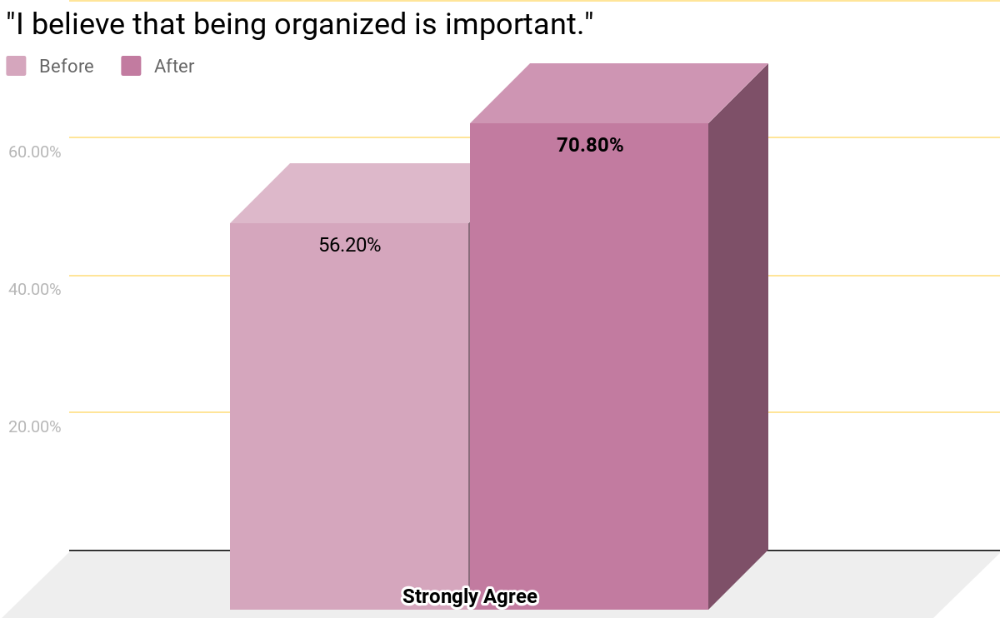 "I believe that being organized is important."
Before After
60.00%
40.00%
20.00%
56.20%
70.80%
Strongly Agree